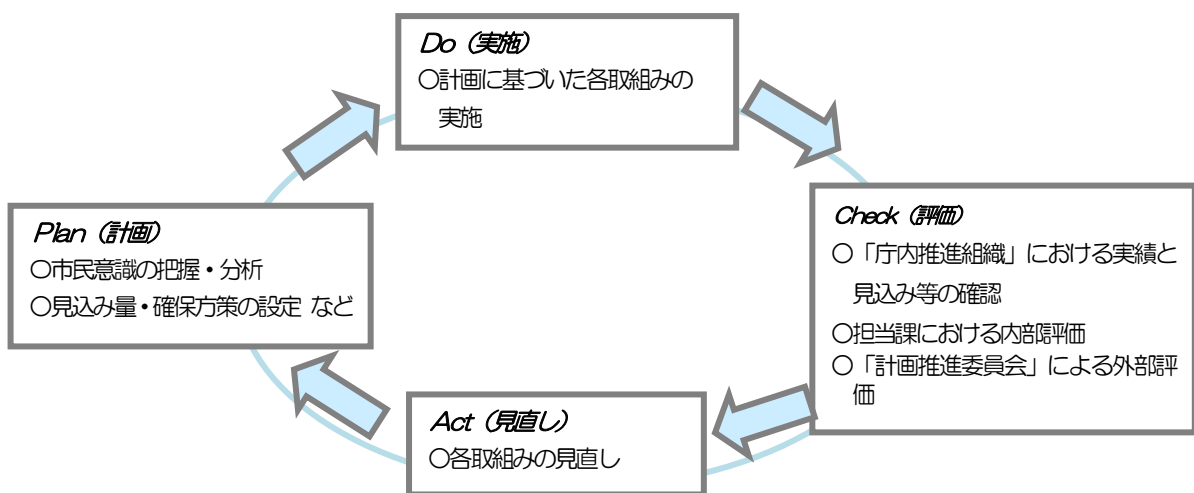 Do（実施）
○計画に基づいた各取組みの
実施
Plan（計画）
○市民意識の把握・分析
○見込み量・確保方策の設定 など
Check（評価）
○「庁内推進組織」における実績と
見込み等の確認
○担当課における内部評価
○「計画推進委員会」による外部評
価
Act（見直し）
○各取組みの見直し